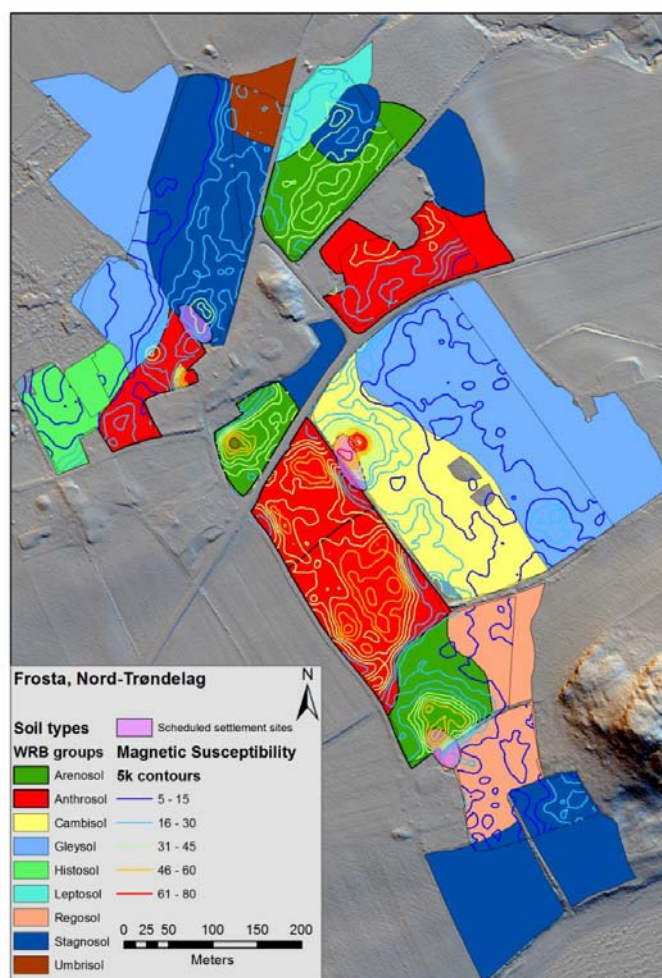 Frosta, Nord-Trøndelag
N
Soil types
Scheduled settlement sites
WRB groups
Magnetic Susceptibility
5k contours
Arenosol
Anthrosol
Cambisol
Gleysol
Histosol
Leptosol
Regosol
Stagnosol
Umbrisol
5 - 15
16 - 30
31 - 45
46 - 60
61 - 80
0 25 50 100 150 200
Meters